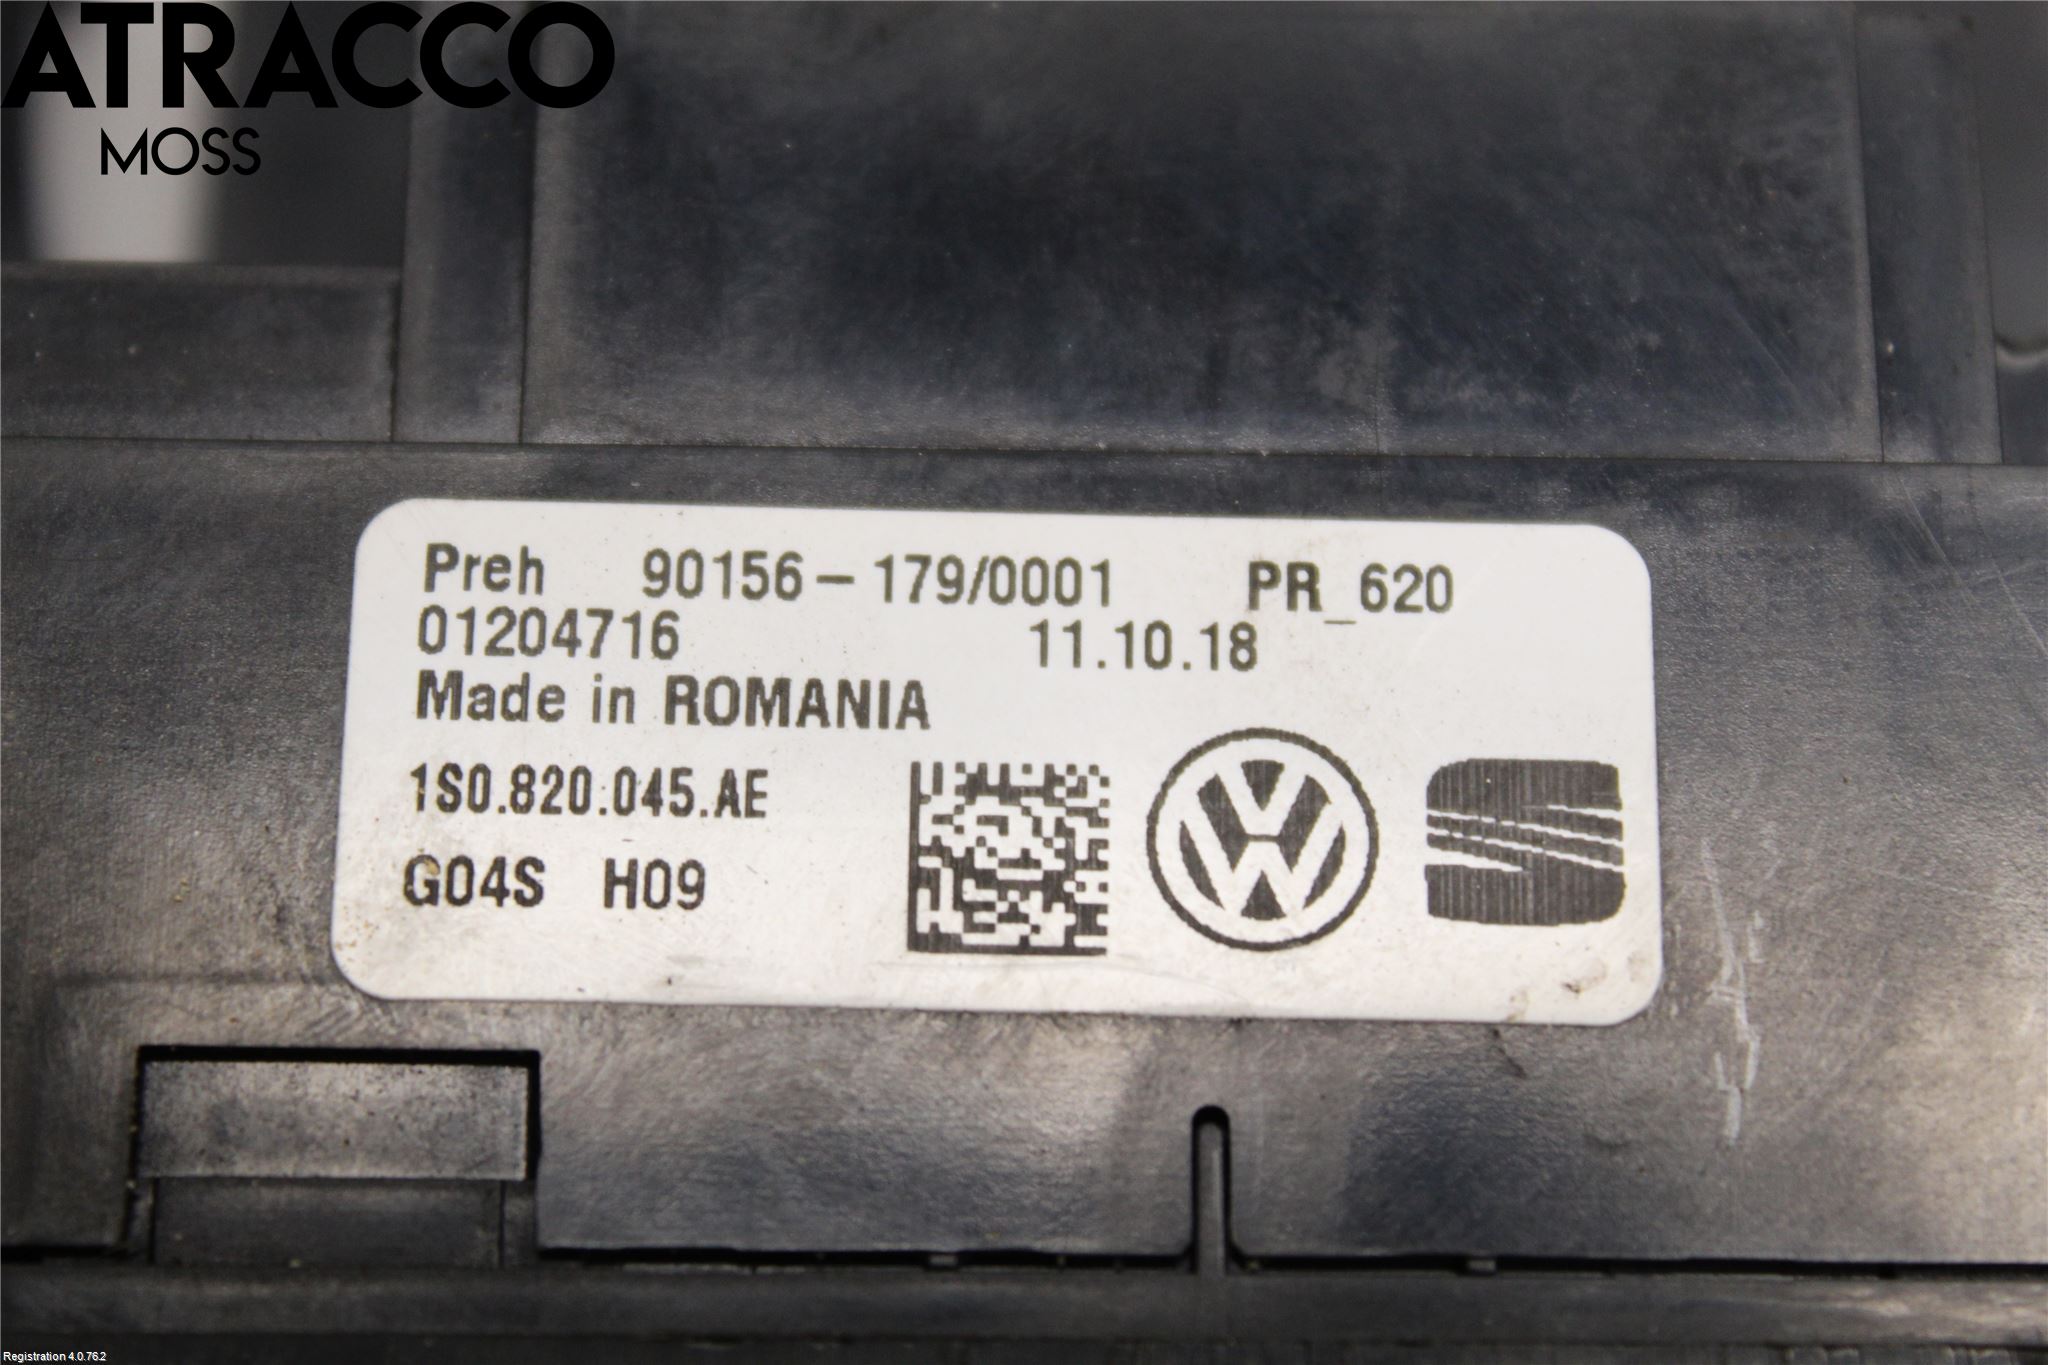 ATRACCO
MOSS
Preh 90156-179/0001 PR_620
01204716 11.10.18
Made in ROMANIA
1S0.820.045.AE
G04S H09
Registration 4.0.76.2